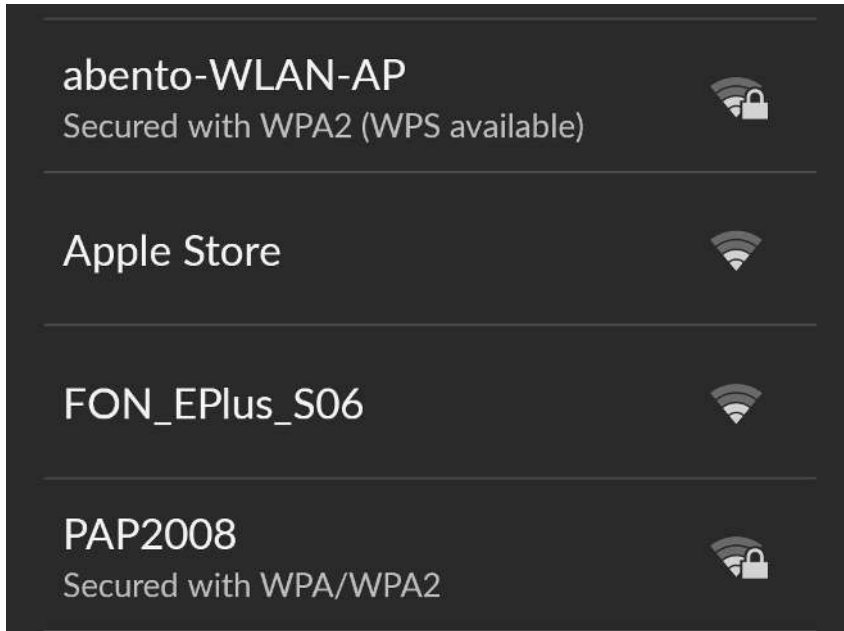 abento-WLAN-AP
Secured with WPA2 (WPS available)
Apple Store
FON_EPlus_S06
PAP2008
Secured with WPA/WPA2